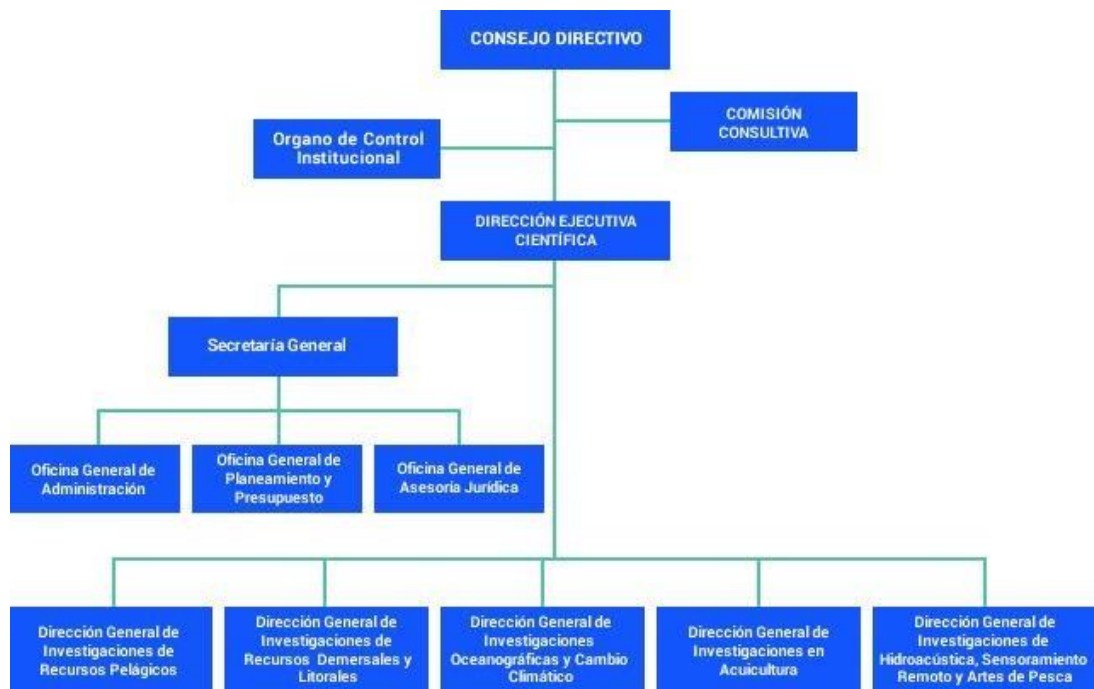 CONSEJO DIRECTIVO
COMISIÓN
CONSULTIVA
Organo de Control
Institucional
DIRECCIÓN EJECUTIVA
CIENTÍFICA
Secretaría General
Oficina General de
Administración
Oficina General de
Planeamiento y
Presupuesto
Oficina General de
Asesoría Jurídica
Dirección General de
Investigaciones de
Recursos Pelágicos
Dirección General de
Investigaciones de
Recursos Demersales y
Litorales
Dirección General de
Investigaciones
Oceanográficas y Cambio
Climático
Dirección General de
Investigaciones en
Acuicultura
Dirección General de
Investigaciones de
Hidroacústica, Sensoramiento
Remoto y Artes de Pesca